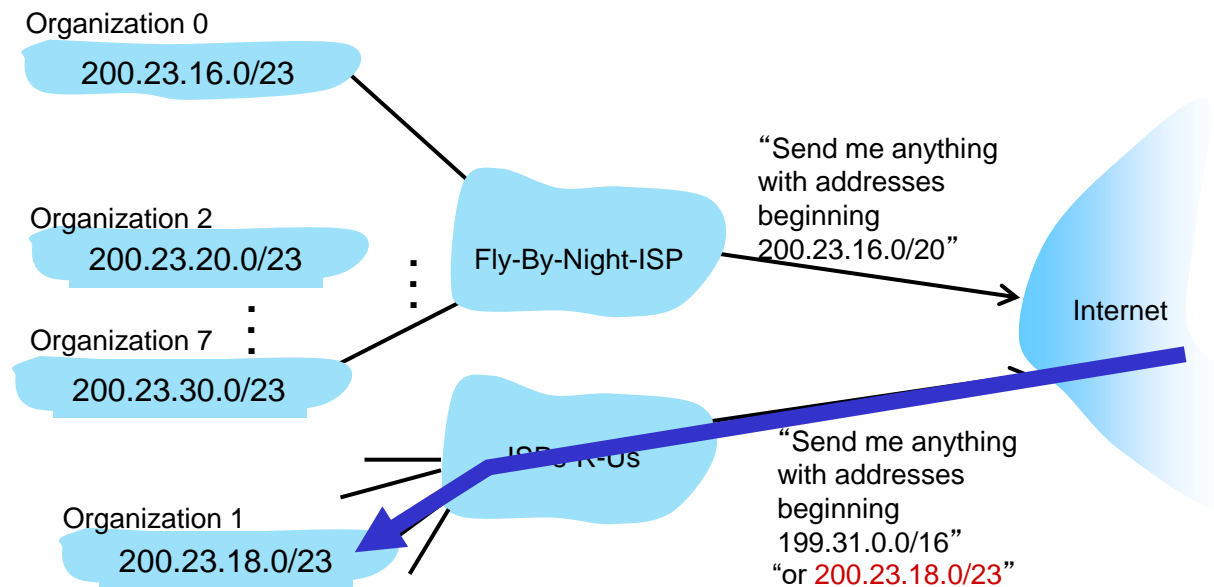 Organization 0
200.23.16.0/23
Organization 2
200.23.20.0/23
Organization 7
200.23.30.0/23
Fly-By-Night-ISP
“Send me anything
with addresses
beginning
200.23.16.0/20”
Internet
ISPs-R-Us
Organization 1
200.23.18.0/23
“Send me anything
with addresses
beginning
199.31.0.0/16”
“or 200.23.18.0/23”